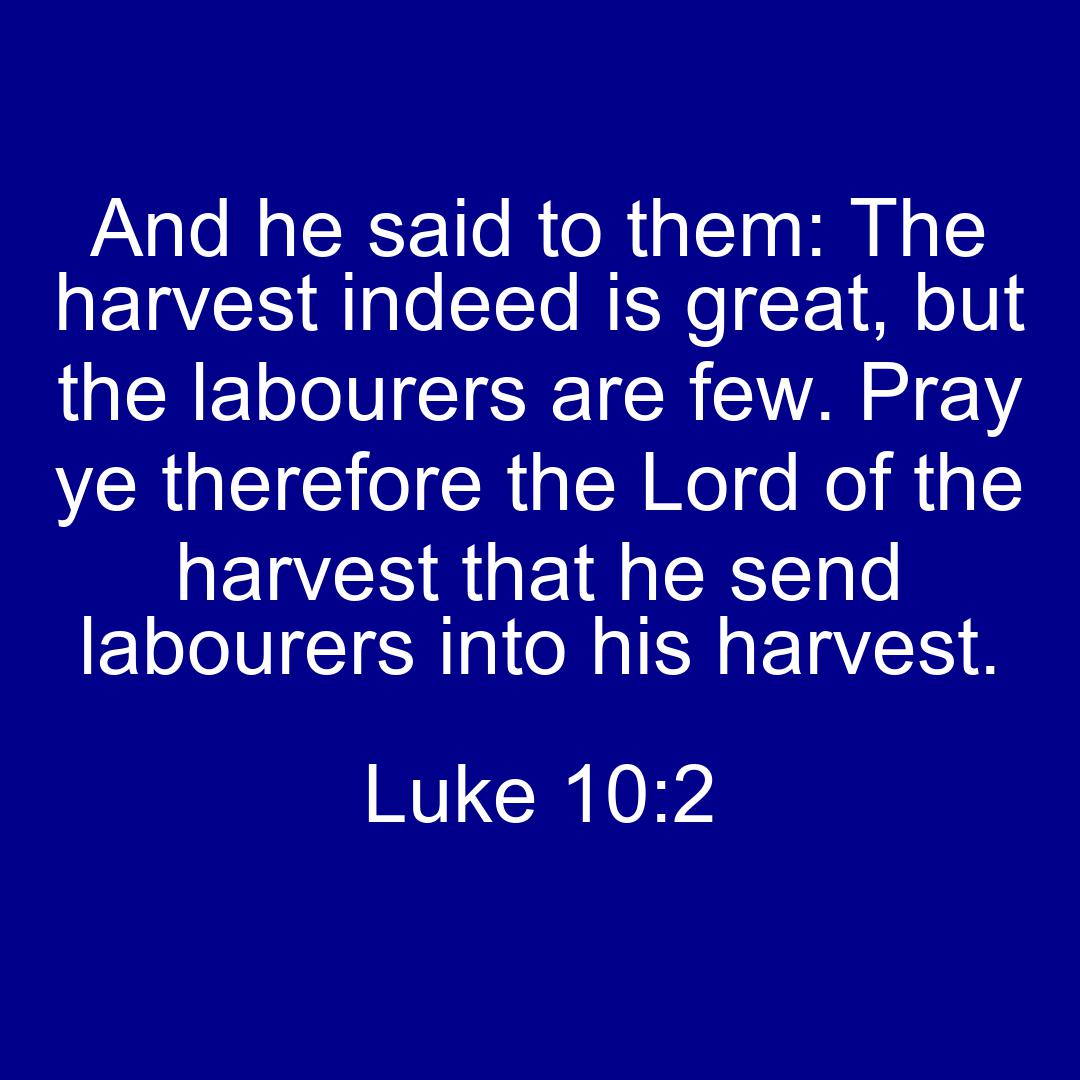 And he said to them: The
harvest indeed is great, but
the labourers are few. Pray
ye therefore the Lord of the
harvest that he send
labourers into his harvest.
Luke 10:2